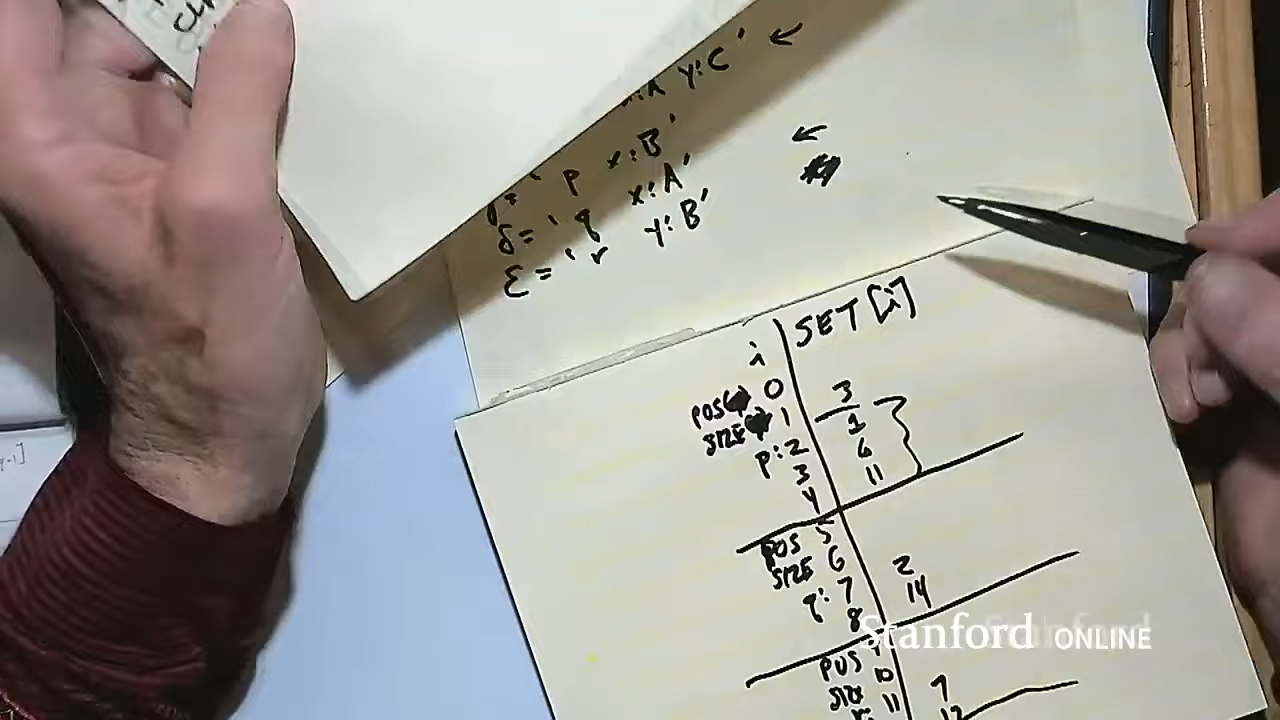 x:A y:C' ←
' p x:B' ←
δ = ' q x:A'
ε = ' r y:B'
i SET [i]
POS 0 3
SIZE 1 1
p: 2 6
3 11
4
POS 5
SIZE 6 2
q: 7 14
8
POS 9
SIZE 10 7
r: 11 12
Stanford ONLINE